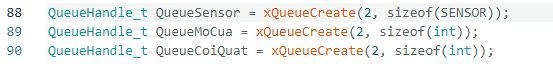 88 QueueHandle_t QueueSensor = xQueueCreate(2, sizeof(SENSOR));
89 QueueHandle_t QueueMoCua = xQueueCreate(2, sizeof(int));
90 QueueHandle_t QueueCoiQuat = xQueueCreate(2, sizeof(int));